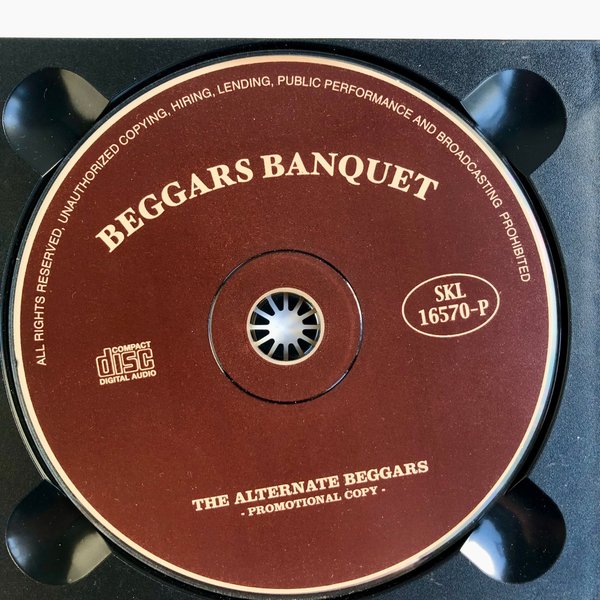 ALL RIGHTS RESERVED. UNAUTHORIZED COPYING, HIRING, LENDING, PUBLIC PERFORMANCE AND BROADCASTING PROHIBITED
BEGGARS BANQUET
SKL
16570-P
COMPACT
disc
DIGITAL AUDIO
THE ALTERNATE BEGGARS
- PROMOTIONAL COPY -